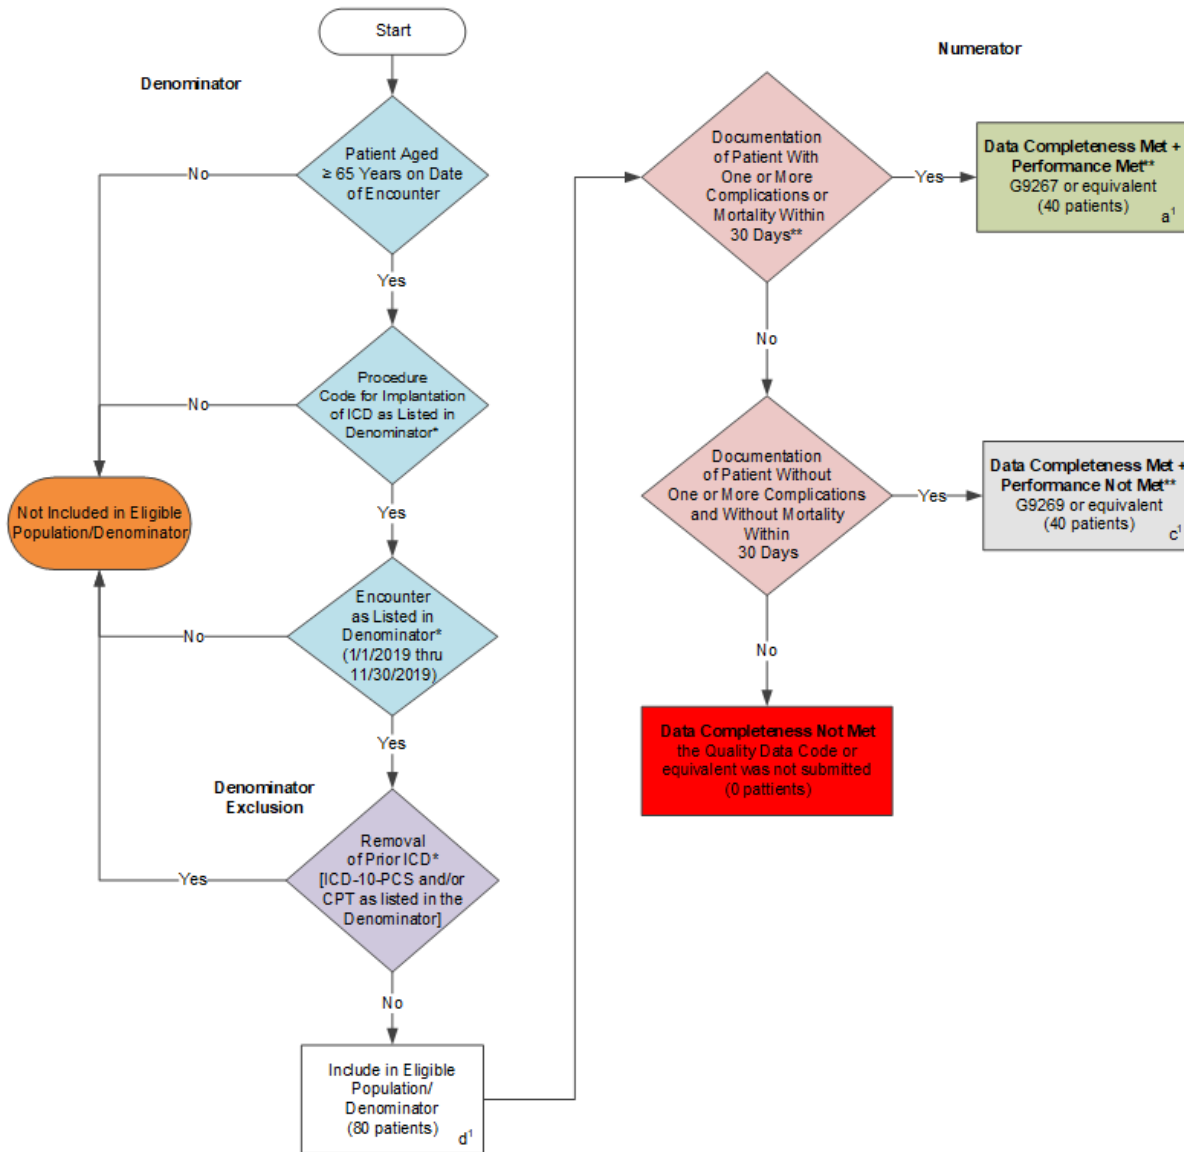 Start
Denominator
Patient Aged
≥ 65 Years on Date
of Encounter
No
Yes
Procedure
Code for Implantation
of ICD as Listed in
Denominator*
No
Yes
Not Included in Eligible
Population/Denominator
Encounter
as Listed in
Denominator*
(1/1/2019 thru
11/30/2019)
No
Yes
Denominator
Exclusion
Removal
of Prior ICD*
[ICD-10-PCS and/or
CPT as listed in the
Denominator]
Yes
No
Include in Eligible
Population/
Denominator
(80 patients)
d¹
Numerator
Documentation
of Patient With
One or More
Complications or
Mortality Within
30 Days**
Yes
Data Completeness Met +
Performance Met**
G9267 or equivalent
(40 patients)
a¹
No
Documentation
of Patient Without
One or More Complications
and Without Mortality
Within
30 Days
Yes
Data Completeness Met +
Performance Not Met**
G9269 or equivalent
(40 patients)
c¹
No
Data Completeness Not Met
the Quality Data Code or
equivalent was not submitted
(0 pattients)